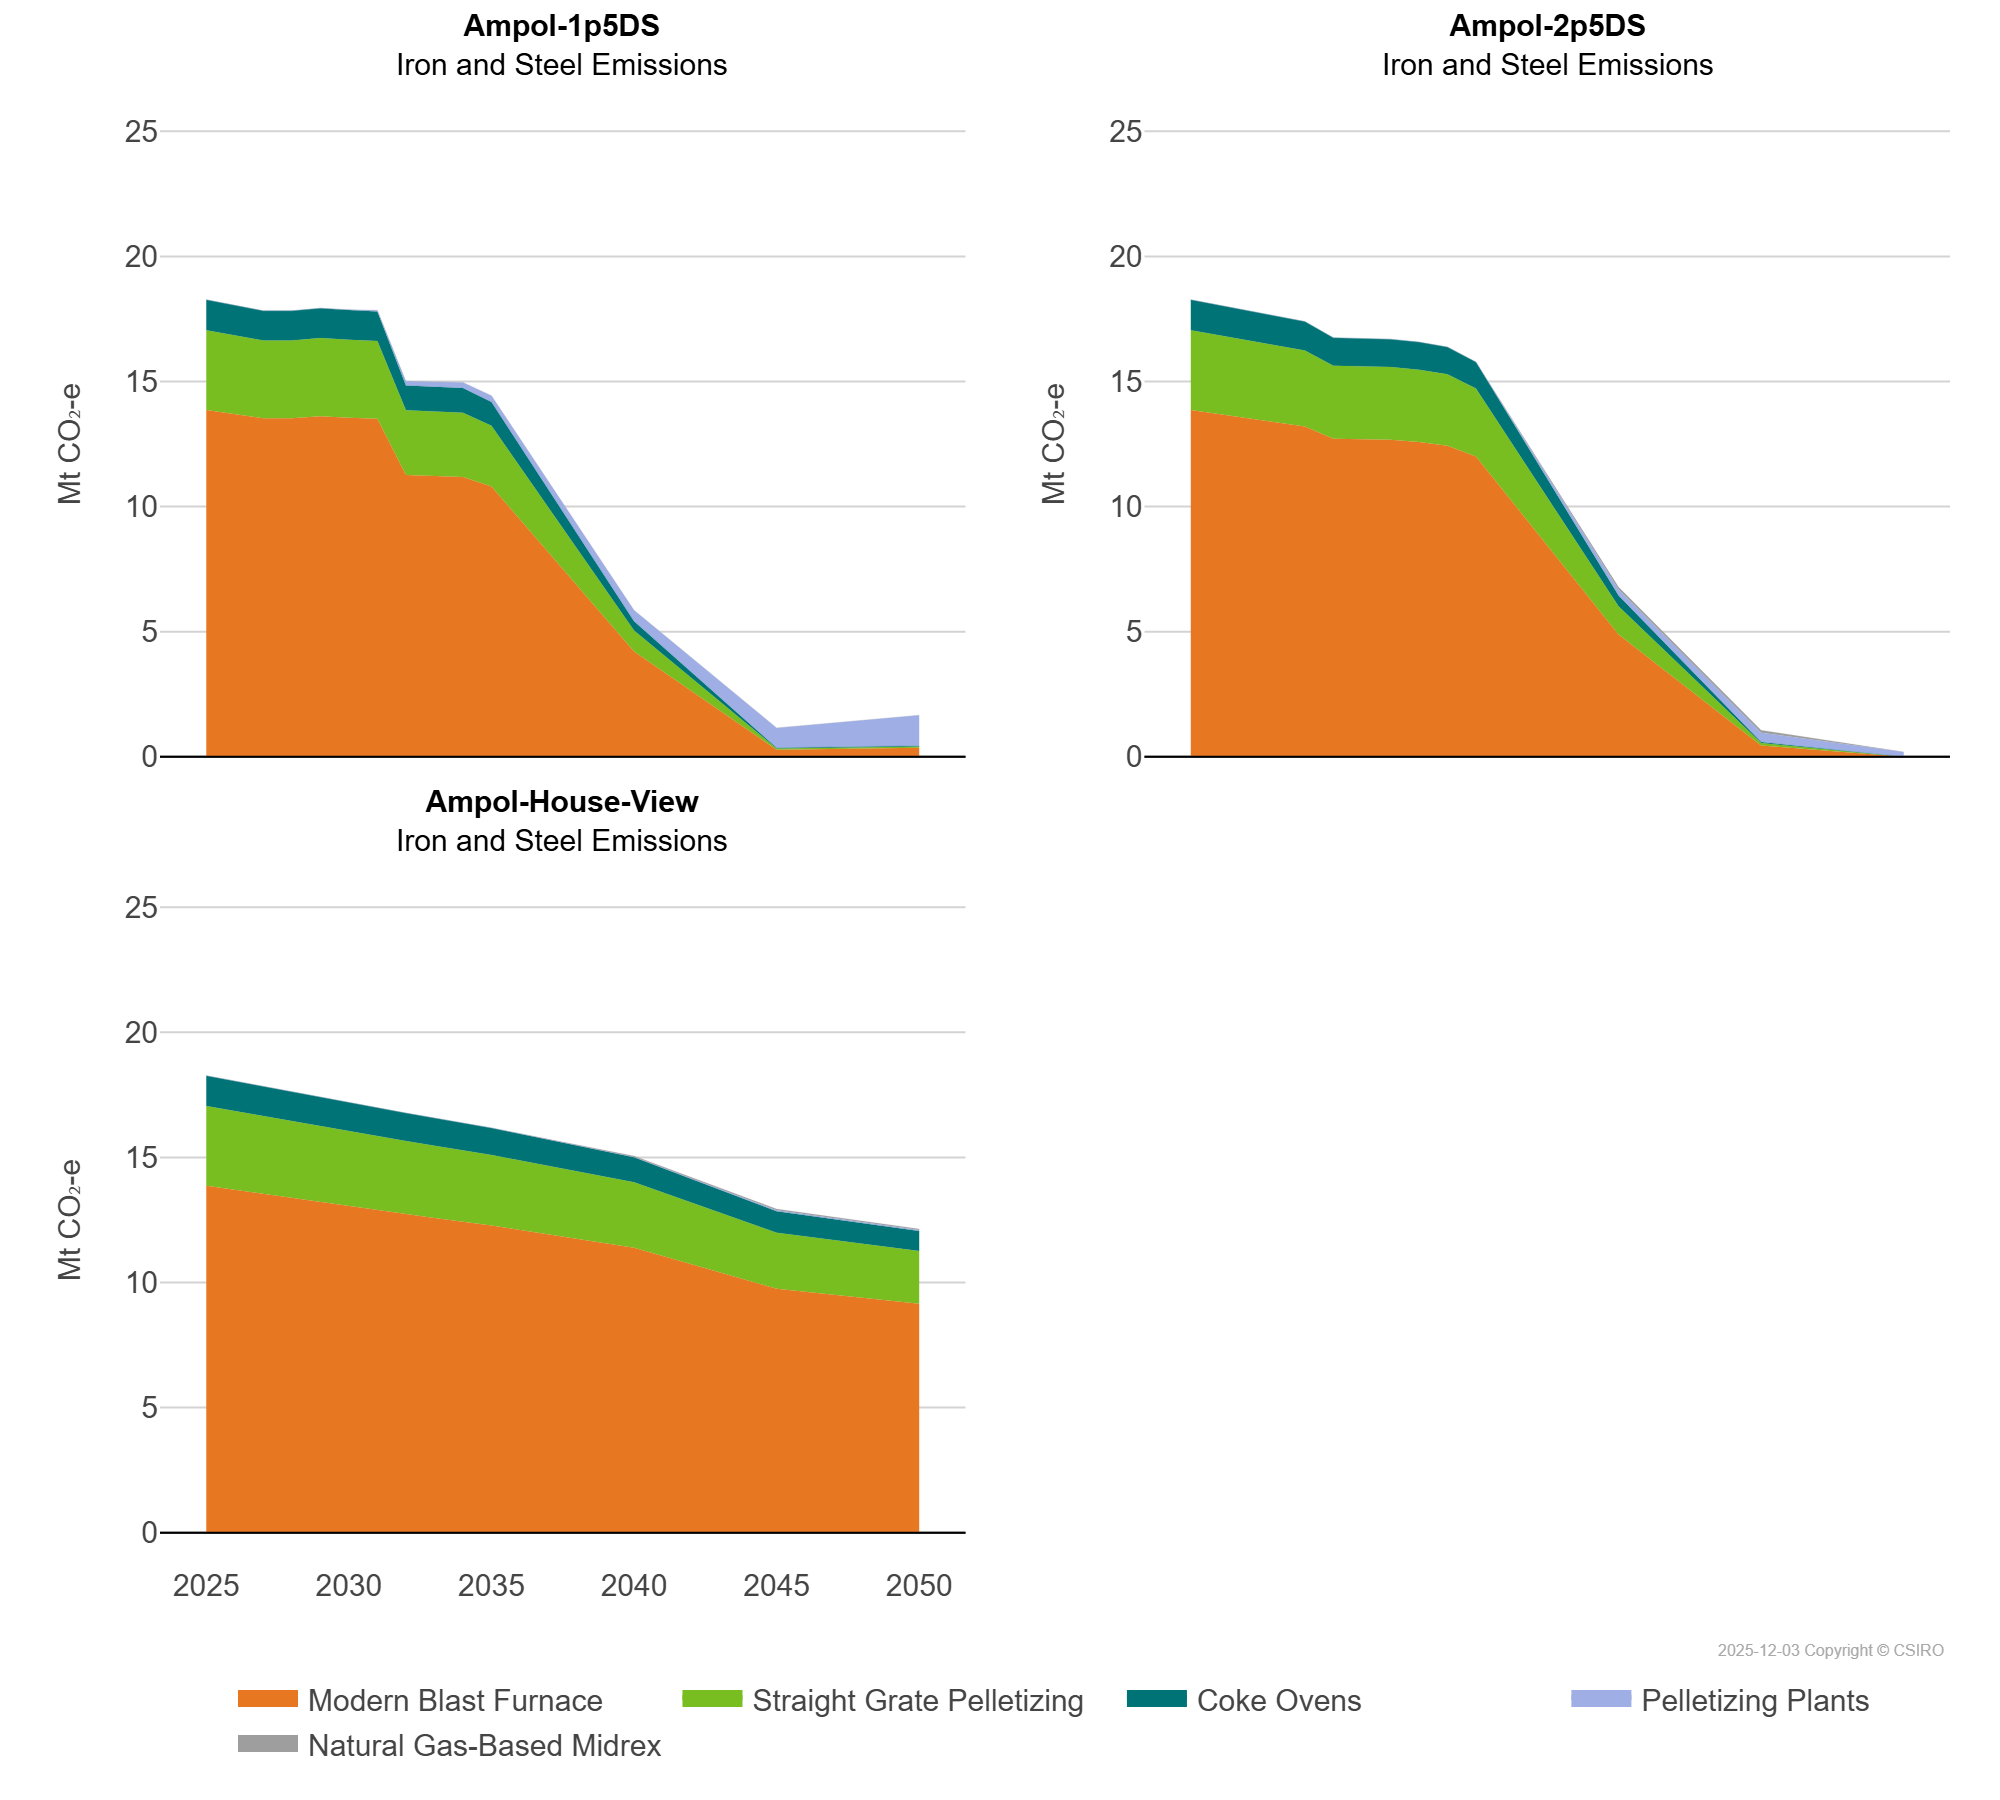 Ampol-1p5DS
Iron and Steel Emissions
25
20
15
10
5
0
Mt CO₂-e
Ampol-2p5DS
Iron and Steel Emissions
25
20
15
10
5
0
Mt CO₂-e
Ampol-House-View
Iron and Steel Emissions
25
20
15
10
5
0
Mt CO₂-e
2025 2030 2035 2040 2045 2050
2025-12-03 Copyright © CSIRO
Modern Blast Furnace Straight Grate Pelletizing Coke Ovens Pelletizing Plants
Natural Gas-Based Midrex